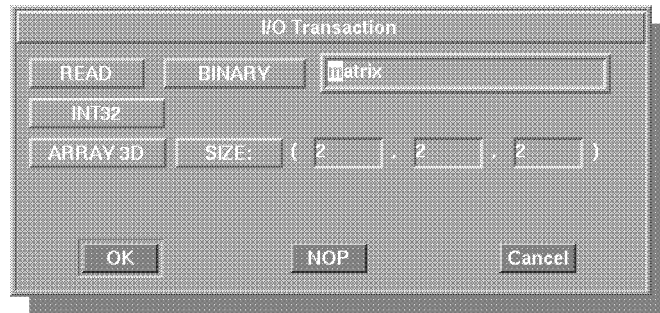 I/O Transaction
READ BINARY matrix
INT32
ARRAY 3D SIZE: ( 2 , 2 , 2 )
OK NOP Cancel